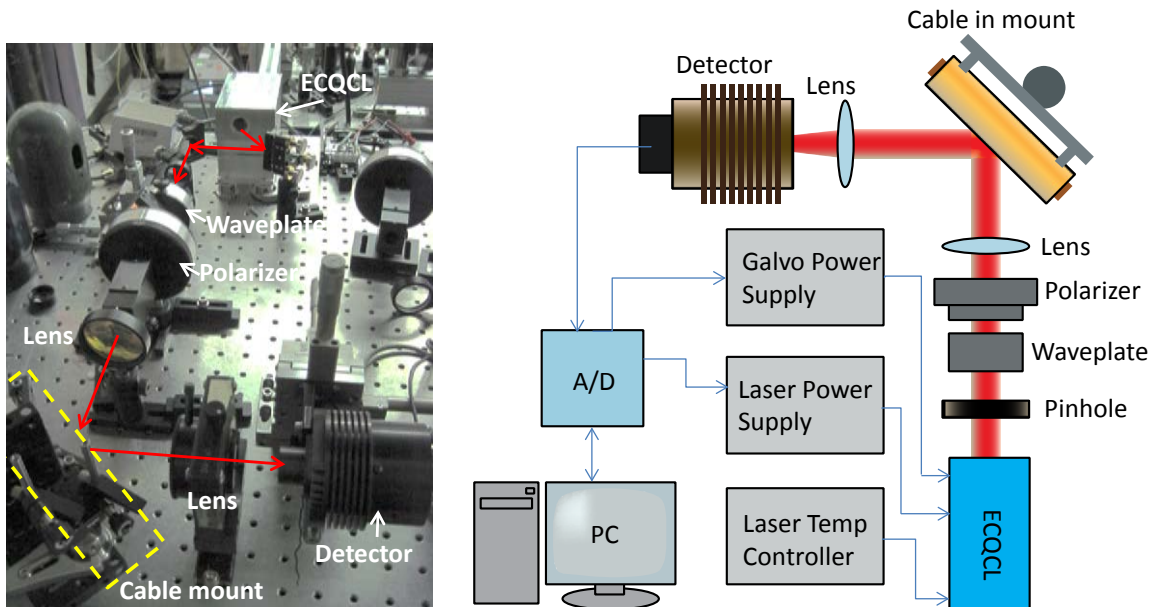 ECQCL
Waveplate
Polarizer
Lens
Lens
Detector
Cable mount
Cable in mount
Detector
Lens
Lens
Galvo Power
Supply
Polarizer
A/D
Laser Power
Supply
Waveplate
Pinhole
PC
Laser Temp
Controller
ECQCL